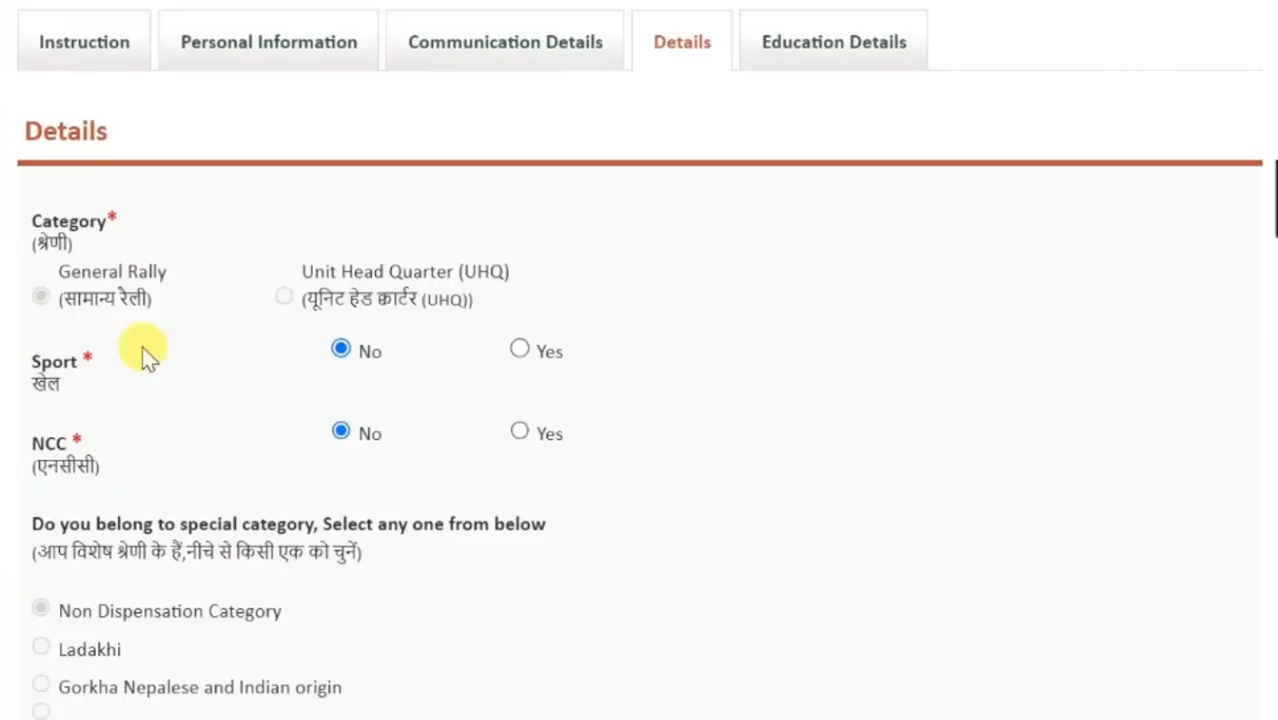 Instruction Personal Information Communication Details Details Education Details
Details
Category*
(श्रेणी)
General Rally Unit Head Quarter (UHQ)
(सामान्य रैली) (यूनिट हेड क्वार्टर (UHQ))
Sport * No Yes
खेल
NCC * No Yes
(एनसीसी)
Do you belong to special category, Select any one from below
(आप विशेष श्रेणी के हैं,नीचे से किसी एक को चुनें)
Non Dispensation Category
Ladakhi
Gorkha Nepalese and Indian origin